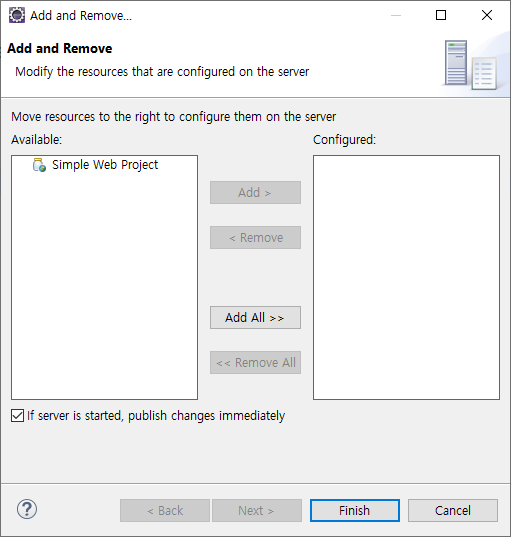 Add and Remove...
Add and Remove
Modify the resources that are configured on the server
Move resources to the right to configure them on the server
Available:
Configured:
Simple Web Project
Add >
< Remove
Add All >>
<< Remove All
If server is started, publish changes immediately
?
< Back
Next >
Finish
Cancel